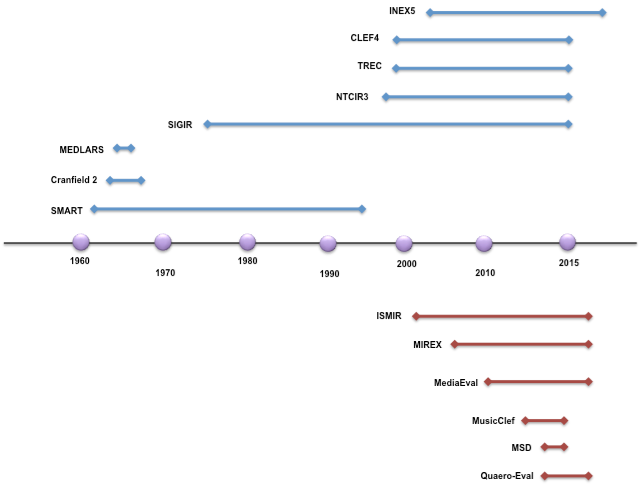 INEX5
CLEF4
TREC
NTCIR3
SIGIR
MEDLARS
Cranfield 2
SMART
1960
1970
1980
1990
2000
2010
2015
ISMIR
MIREX
MediaEval
MusicClef
MSD
Quaero-Eval